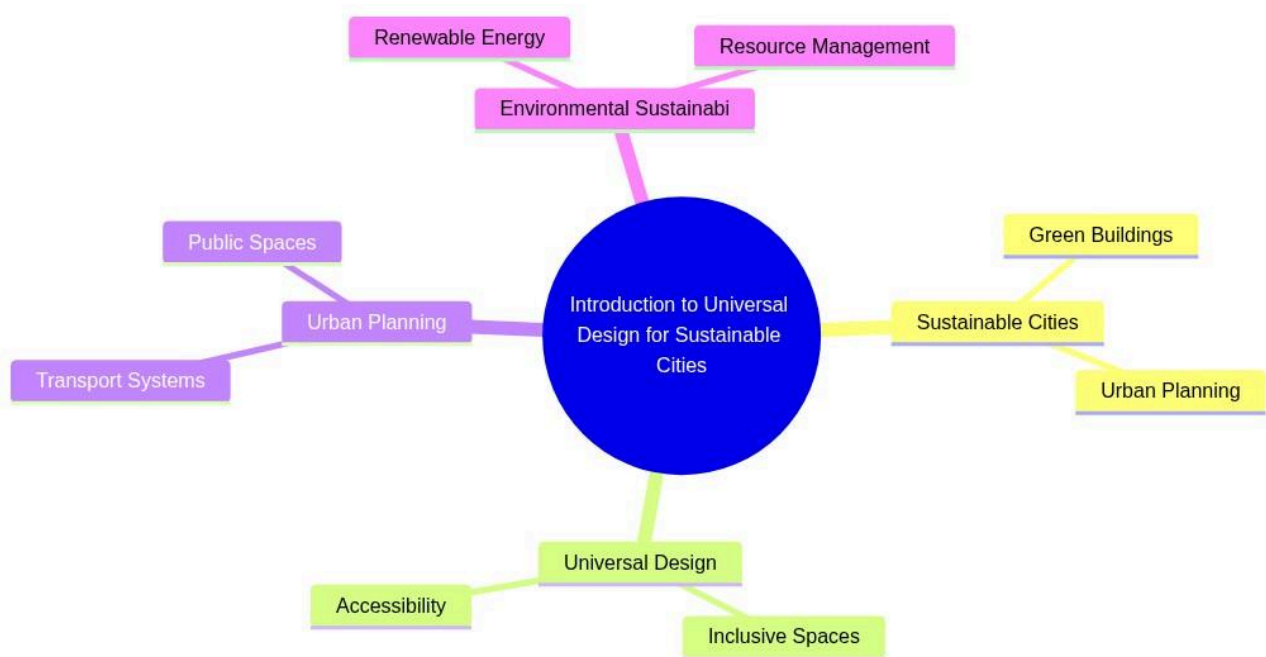 Renewable Energy
Resource Management
Environmental Sustainabi
Public Spaces
Urban Planning
Transport Systems
Introduction to Universal
Design for Sustainable
Cities
Green Buildings
Sustainable Cities
Urban Planning
Universal Design
Accessibility
Inclusive Spaces